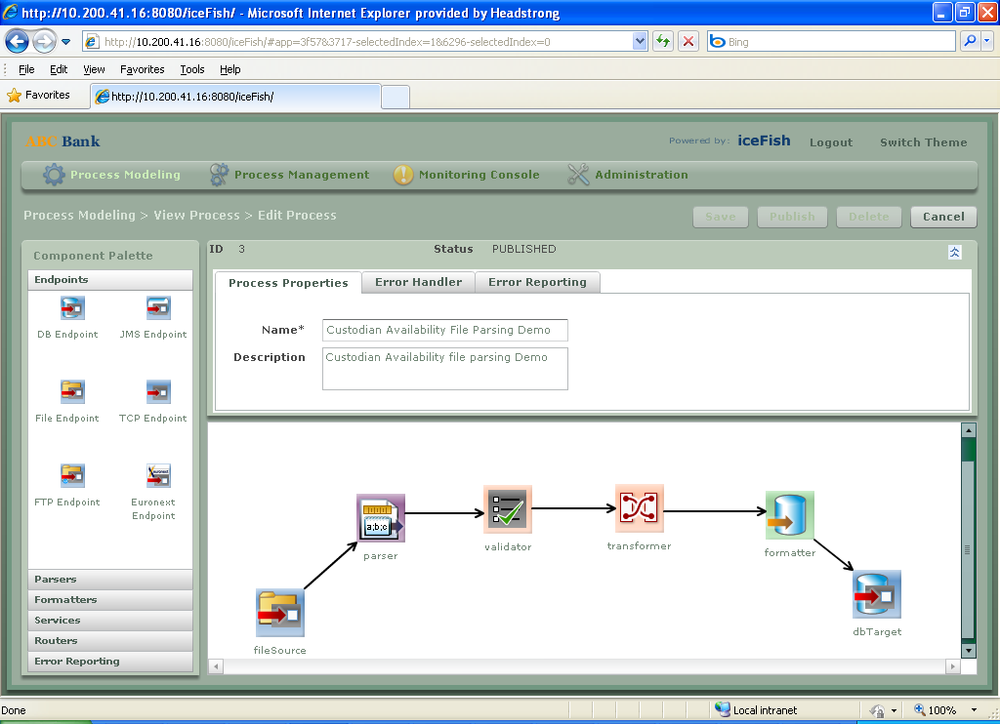 http://10.200.41.16:8080/iceFish/ - Microsoft Internet Explorer provided by Headstrong
http://10.200.41.16:8080/iceFish/#app=3f57&3717-selectedIndex=1&6296-selectedIndex=0
Bing
File Edit View Favorites Tools Help
Favorites http://10.200.41.16:8080/iceFish/
ABC Bank
Powered by: iceFish Logout Switch Theme
Process Modeling Process Management Monitoring Console Administration
Process Modeling > View Process > Edit Process
Save Publish Delete Cancel
Component Palette
ID 3 Status PUBLISHED
Endpoints
Process Properties Error Handler Error Reporting
DB Endpoint JMS Endpoint
Name* Custodian Availability File Parsing Demo
Description Custodian Availability file parsing Demo
File Endpoint TCP Endpoint
FTP Endpoint Euronext
Endpoint
a;b;c
parser
validator
transformer
formatter
Parsers
Formatters
Services
Routers
Error Reporting
fileSource
dbTarget
Done Local intranet 100%